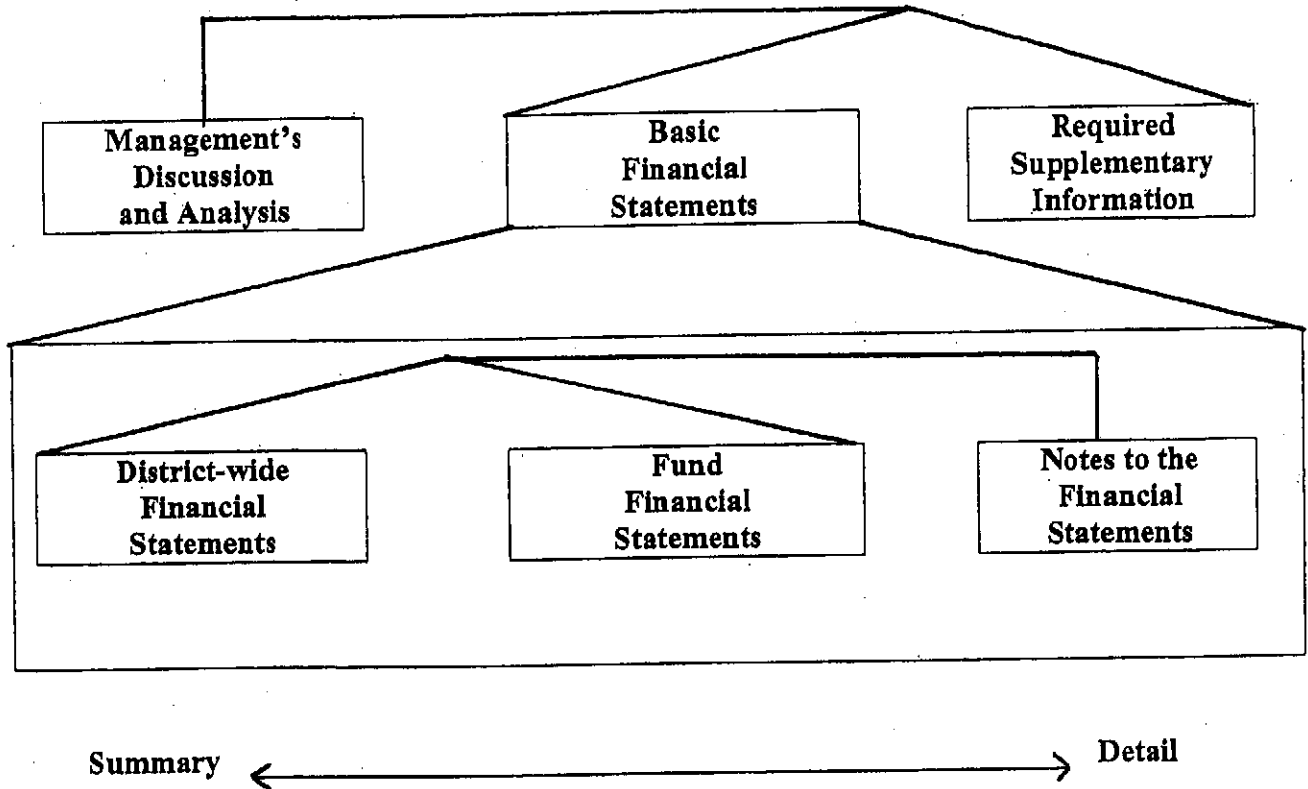 Management's
Discussion
and Analysis
Basic
Financial
Statements
Required
Supplementary
Information
District-wide
Financial
Statements
Fund
Financial
Statements
Notes to the
Financial
Statements
Summary
Detail